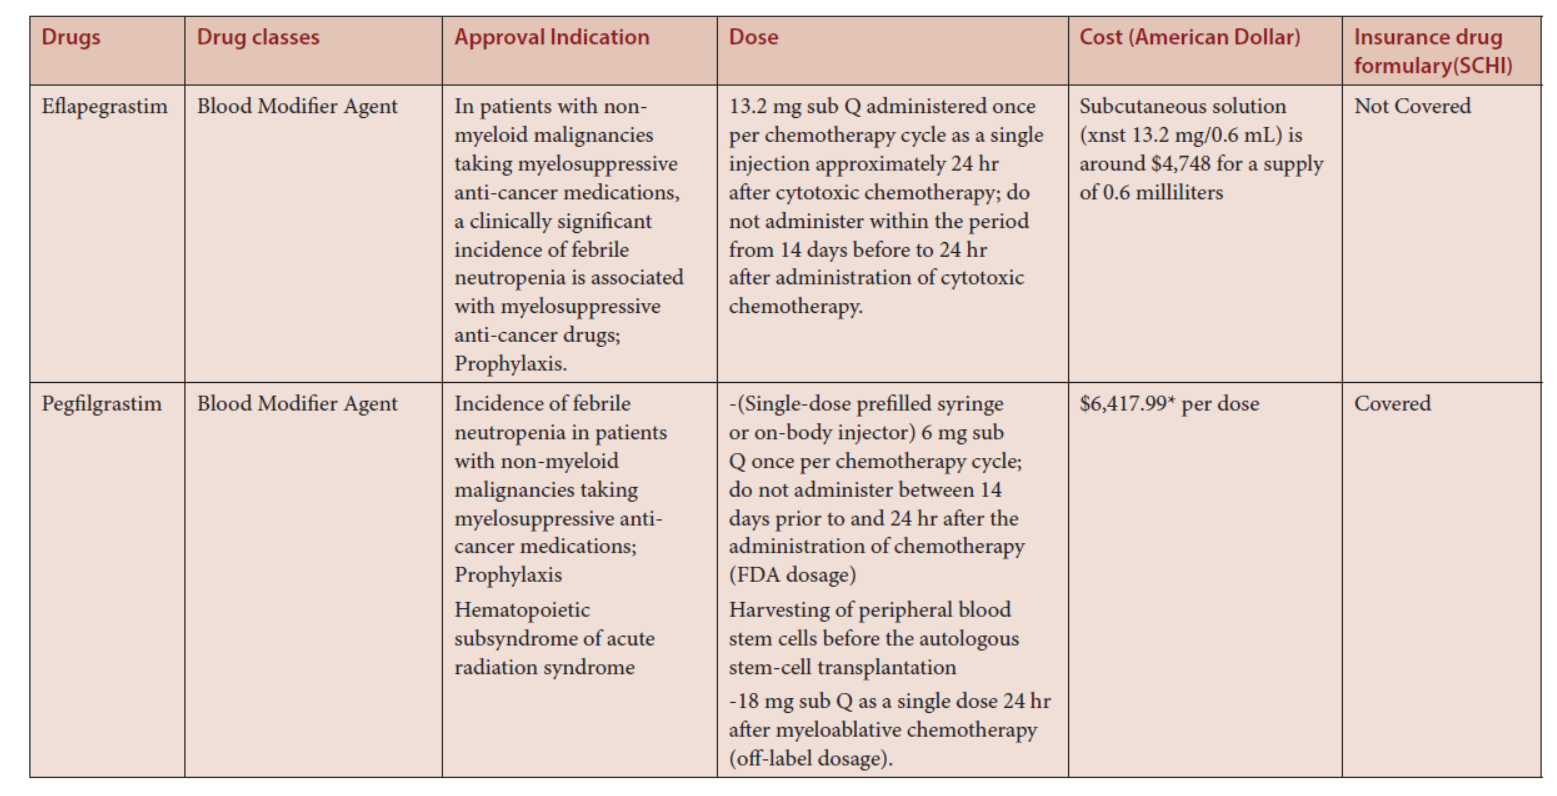 Drugs
Drug classes
Approval Indication
Dose
Cost (American Dollar)
Insurance drug
formulary(SCHI)
Eflapegrastim
Blood Modifier Agent
In patients with non-
myeloid malignancies
taking myelosuppressive
anti-cancer medications,
a clinically significant
incidence of febrile
neutropenia is associated
with myelosuppressive
anti-cancer drugs;
Prophylaxis.
13.2 mg sub Q administered once
per chemotherapy cycle as a single
injection approximately 24 hr
after cytotoxic chemotherapy; do
not administer within the period
from 14 days before to 24 hr
after administration of cytotoxic
chemotherapy.
Subcutaneous solution
(xnst 13.2 mg/0.6 mL) is
around $4,748 for a supply
of 0.6 milliliters
Not Covered
Pegfilgrastim
Blood Modifier Agent
Incidence of febrile
neutropenia in patients
with non-myeloid
malignancies taking
myelosuppressive anti-
cancer medications;
Prophylaxis
Hematopoietic
subsyndrome of acute
radiation syndrome
-(Single-dose prefilled syringe
or on-body injector) 6 mg sub
Q once per chemotherapy cycle;
do not administer between 14
days prior to and 24 hr after the
administration of chemotherapy
(FDA dosage)
Harvesting of peripheral blood
stem cells before the autologous
stem-cell transplantation
-18 mg sub Q as a single dose 24 hr
after myeloablative chemotherapy
(off-label dosage).
$6,417.99* per dose
Covered